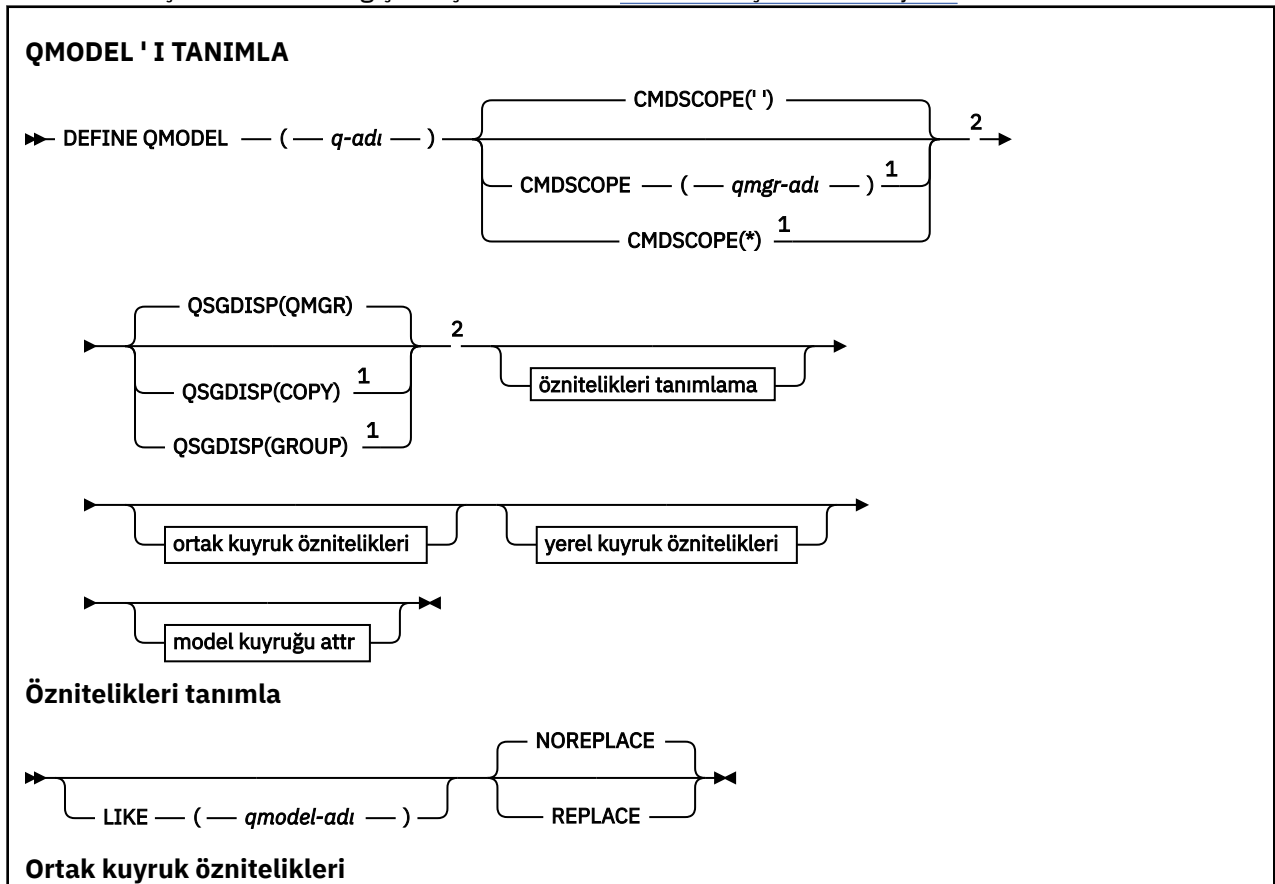 QMODEL ' I TANIMLA
CMDSCOPE(' ')
DEFINE QMODEL ( q-adı ) 2
CMDSCOPE ( qmgr-adı ) 1
CMDSCOPE(*) 1
QSGDISP(QMGR)
2
QSGDISP(COPY) 1
öznitelikleri tanımlama
QSGDISP(GROUP) 1
ortak kuyruk öznitelikleri
yerel kuyruk öznitelikleri
model kuyruğu attr
Öznitelikleri tanımla
NOREPLACE
LIKE ( qmodel-adı ) REPLACE
Ortak kuyruk öznitelikleri